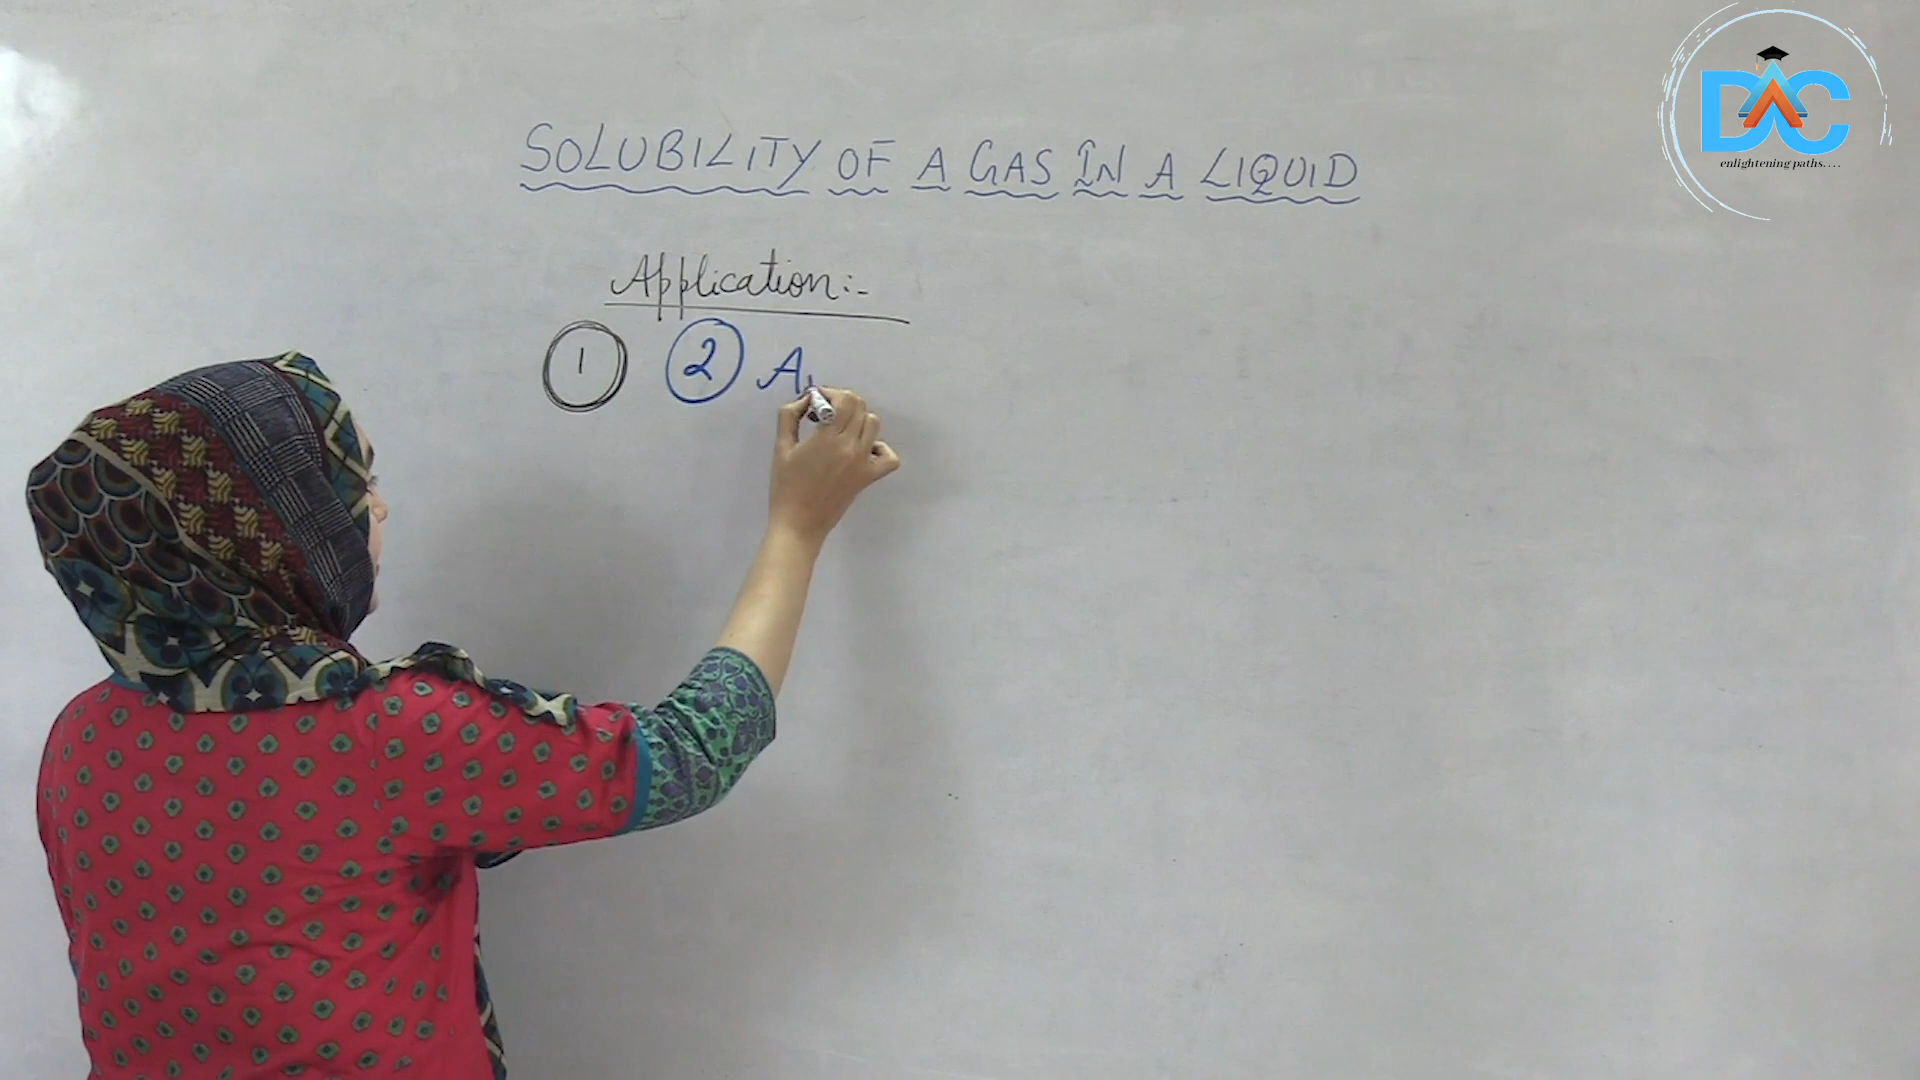 SOLUBILITY OF A GAS IN A LIQUID
Application:-
1 2 A
DAC
enlightening paths....